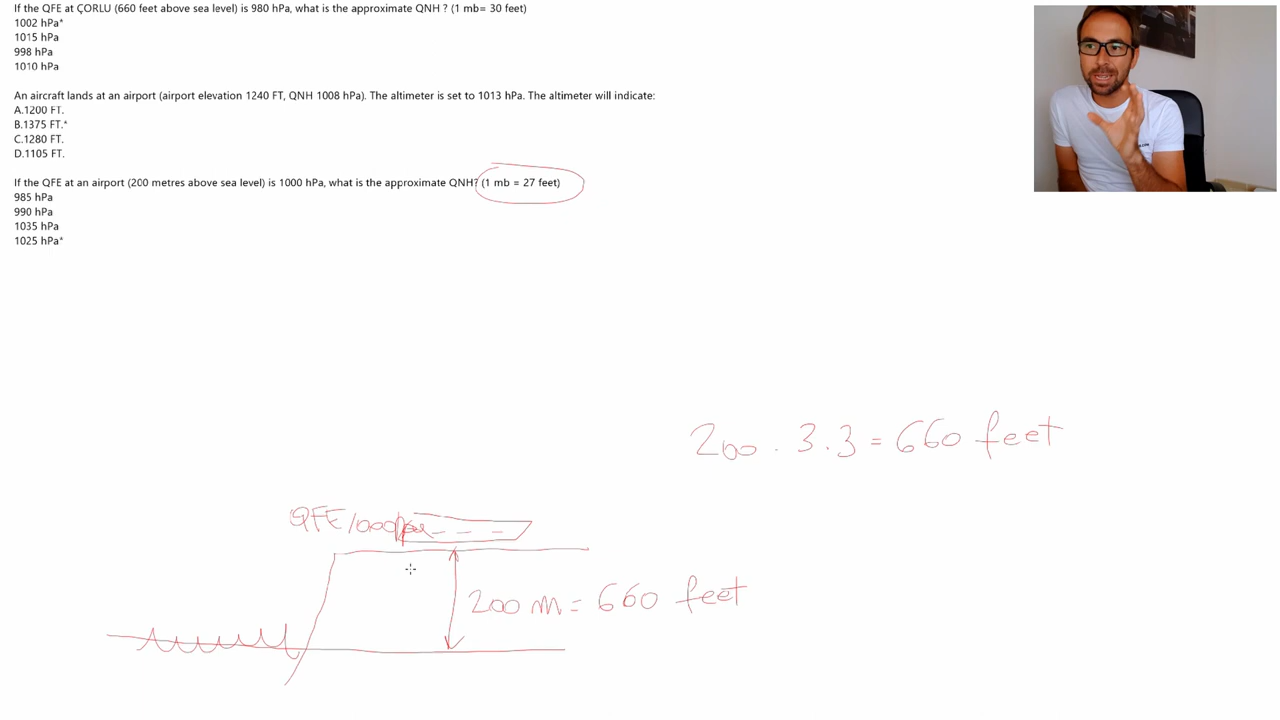 If the QFE at ÇORLU (660 feet above sea level) is 980 hPa, what is the approximate QNH ? (1 mb= 30 feet)
1002 hPa*
1015 hPa
998 hPa
1010 hPa
An aircraft lands at an airport (airport elevation 1240 FT, QNH 1008 hPa). The altimeter is set to 1013 hPa. The altimeter will indicate:
A.1200 FT.
B.1375 FT.*
C.1280 FT.
D.1105 FT.
If the QFE at an airport (200 metres above sea level) is 1000 hPa, what is the approximate QNH? (1 mb = 27 feet)
985 hPa
990 hPa
1035 hPa
1025 hPa*
200 . 3.3 = 660 feet
QFE 1000 hPa
200 m = 660 feet